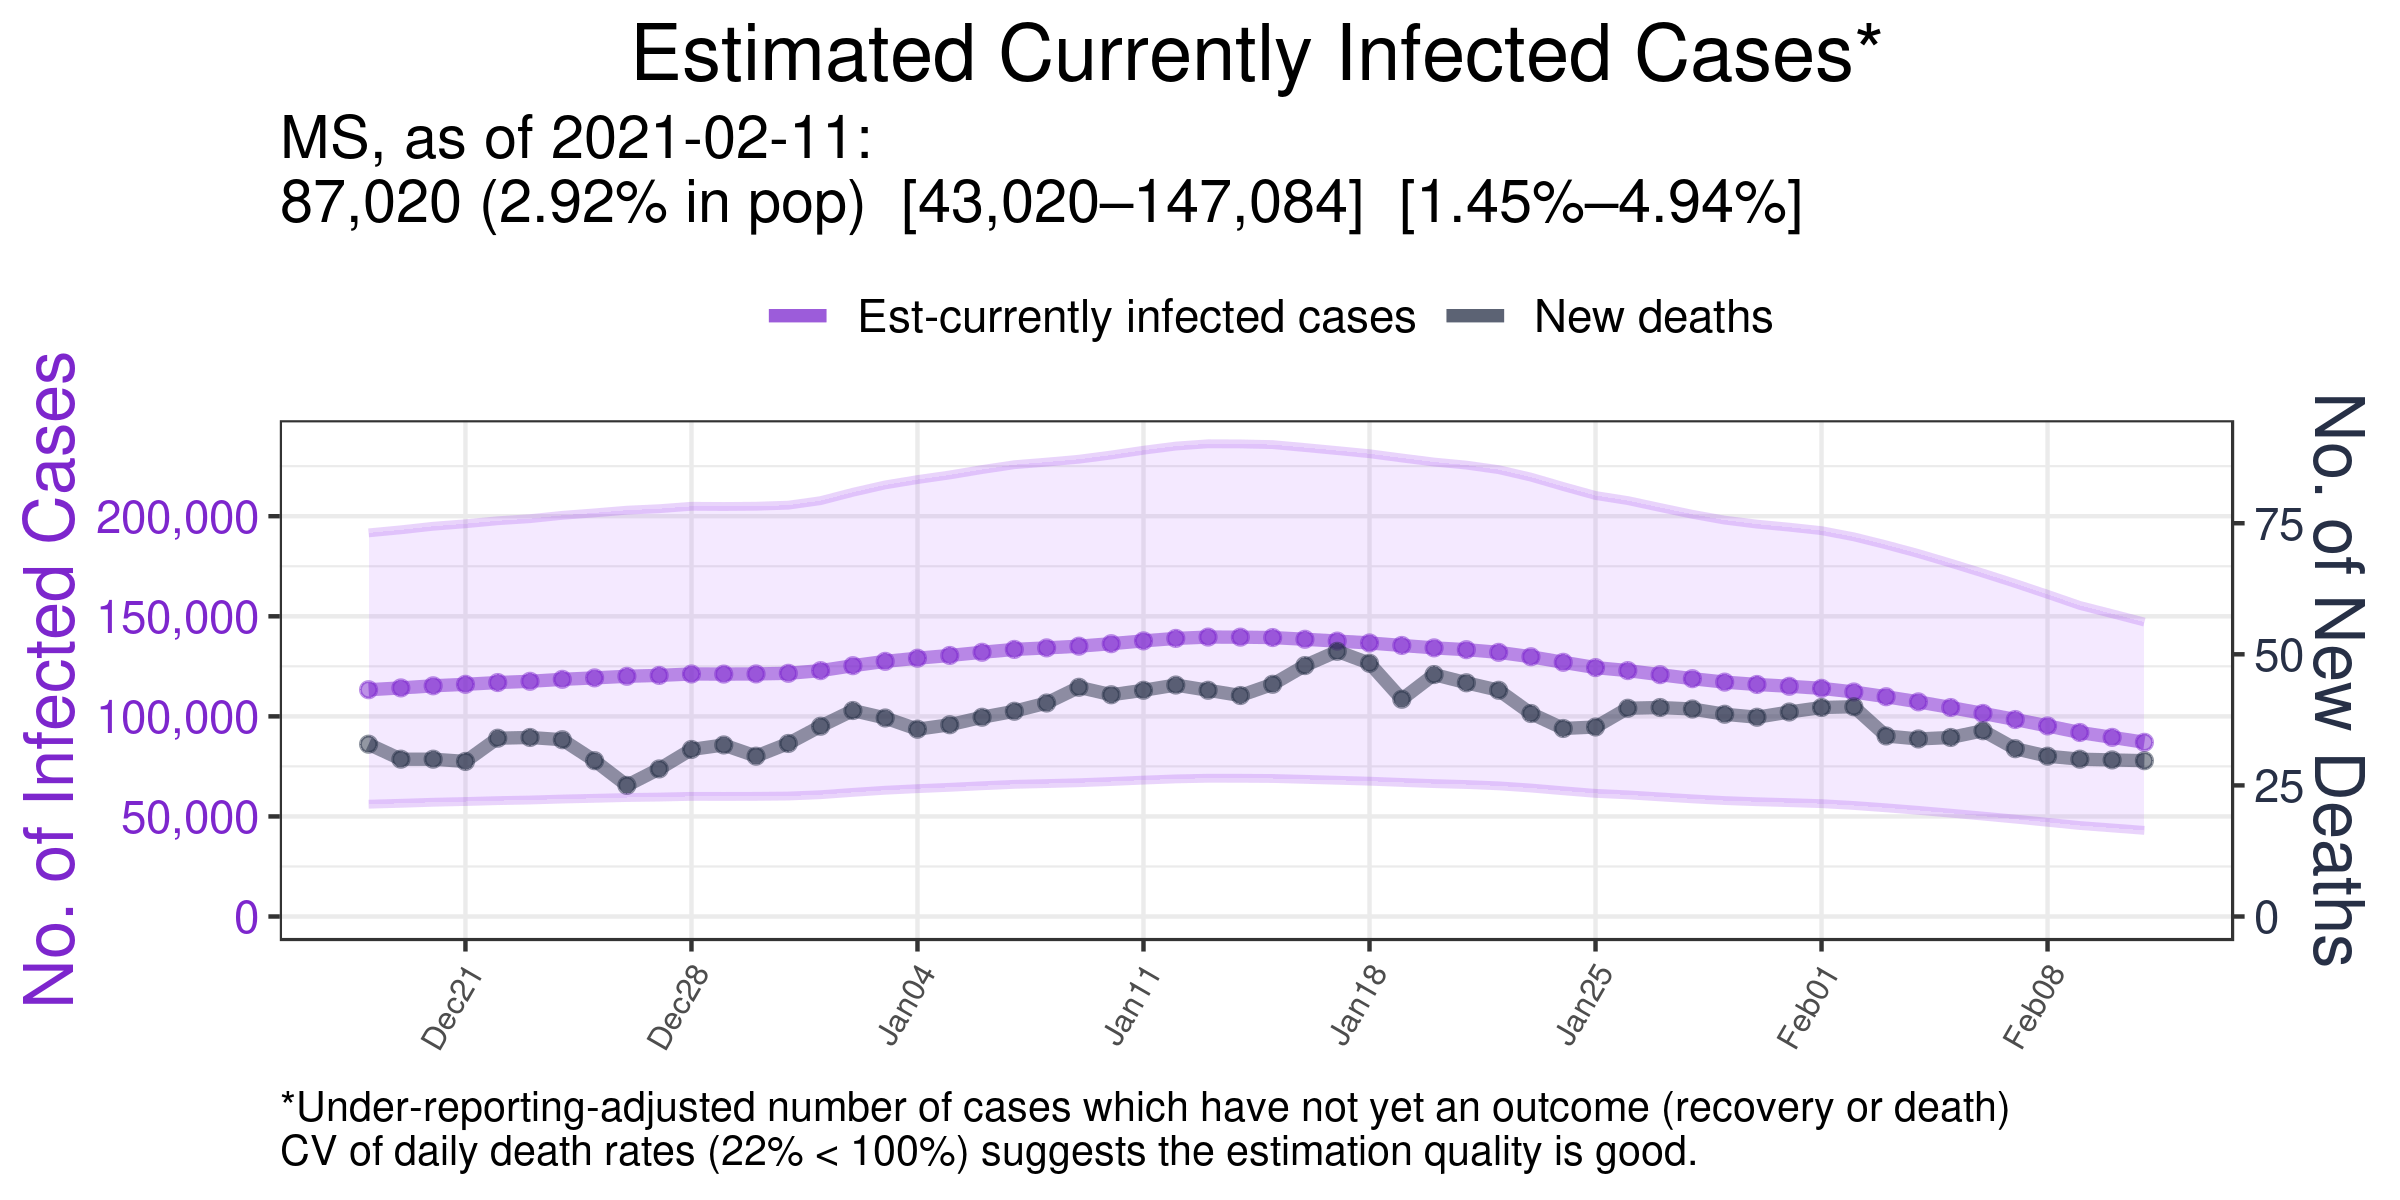 Estimated Currently Infected Cases*
MS, as of 2021-02-11:
87,020 (2.92% in pop)  [43,020–147,084]  [1.45%–4.94%]
Est-currently infected cases
New deaths
No. of Infected Cases
200,000
150,000
100,000
50,000
0
No. of New Deaths
75
50
25
0
Dec21
Dec28
Jan04
Jan11
Jan18
Jan25
Feb01
Feb08
*Under-reporting-adjusted number of cases which have not yet an outcome (recovery or death)
CV of daily death rates (22% < 100%) suggests the estimation quality is good.